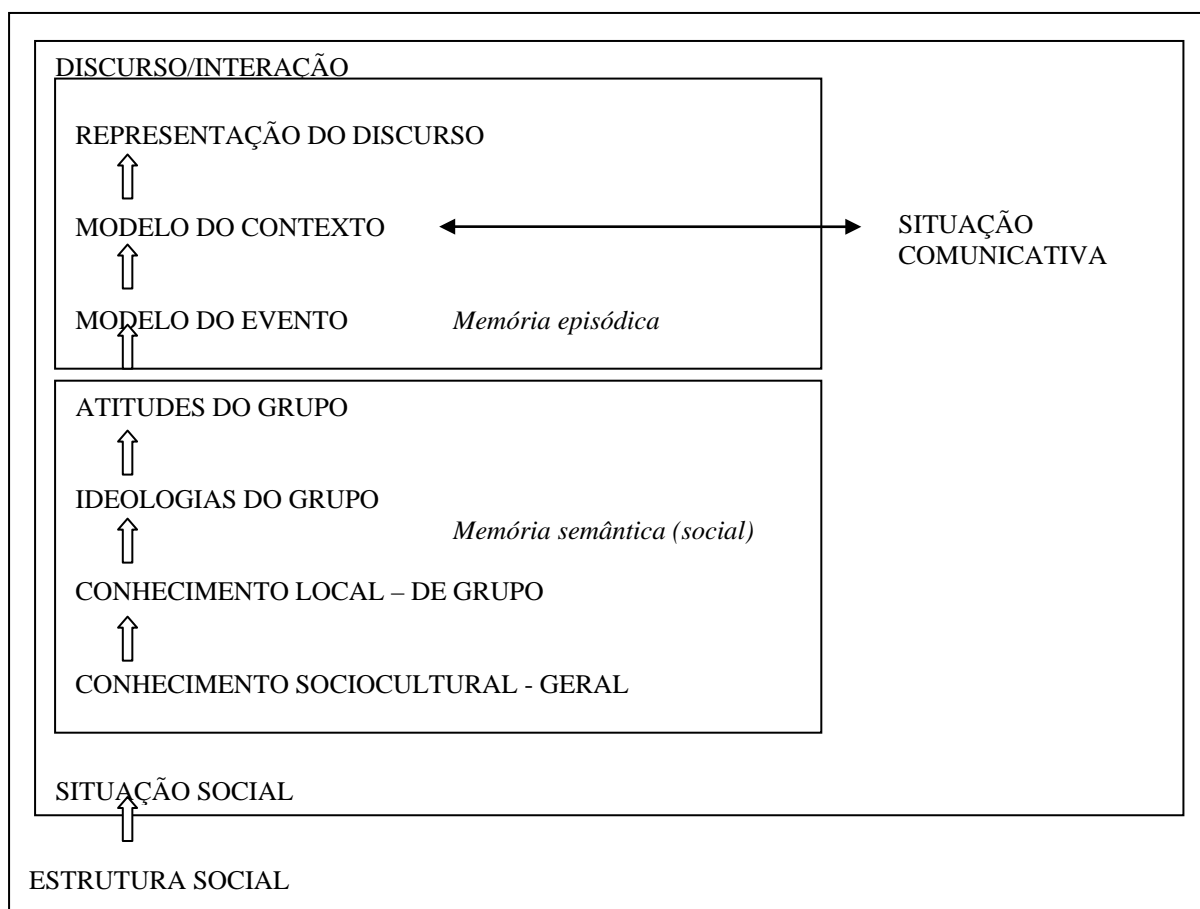 DISCURSO/INTERAÇÃO
REPRESENTAÇÃO DO DISCURSO
MODELO DO CONTEXTO
SITUAÇÃO
COMUNICATIVA
MODELO DO EVENTO
Memória episódica
ATITUDES DO GRUPO
IDEOLOGIAS DO GRUPO
Memória semântica (social)
CONHECIMENTO LOCAL – DE GRUPO
CONHECIMENTO SOCIOCULTURAL - GERAL
SITUAÇÃO SOCIAL
ESTRUTURA SOCIAL